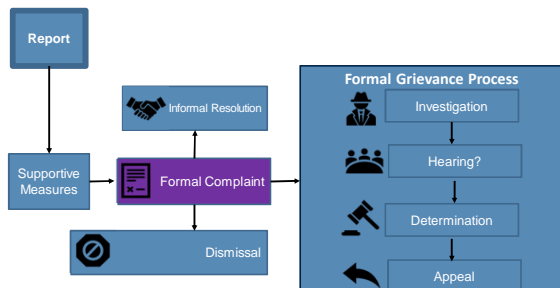 Report
Formal Grievance Process
Investigation
Informal Resolution
Hearing?
Supportive
Measures
Formal Complaint
Determination
Dismissal
Appeal